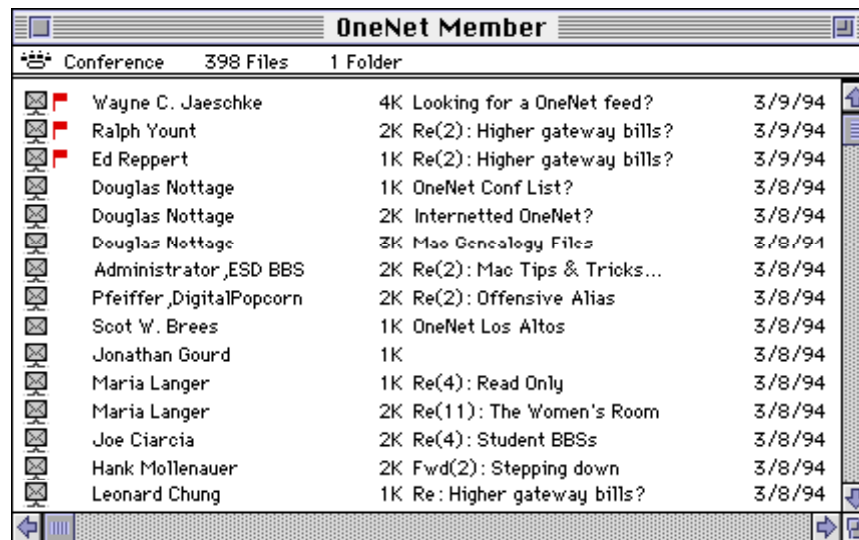 OneNet Member
Conference 398 Files 1 Folder
Wayne C. Jaeschke 4K Looking for a OneNet feed? 3/9/94
Ralph Yount 2K Re(2): Higher gateway bills? 3/9/94
Ed Reppert 1K Re(2): Higher gateway bills? 3/9/94
Douglas Nottage 1K OneNet Conf List? 3/8/94
Douglas Nottage 2K Internetted OneNet? 3/8/94
Douglas Nottage 3K Mac Genealogy Files 3/8/94
Administrator,ESD BBS 2K Re(2): Mac Tips & Tricks... 3/8/94
Pfeiffer,DigitalPopcorn 2K Re(2): Offensive Alias 3/8/94
Scot W. Brees 1K OneNet Los Altos 3/8/94
Jonathan Gourd 1K 3/8/94
Maria Langer 1K Re(4): Read Only 3/8/94
Maria Langer 2K Re(11): The Women's Room 3/8/94
Joe Ciarcia 2K Re(4): Student BBSs 3/8/94
Hank Mollenauer 2K Fwd(2): Stepping down 3/8/94
Leonard Chung 1K Re: Higher gateway bills? 3/8/94